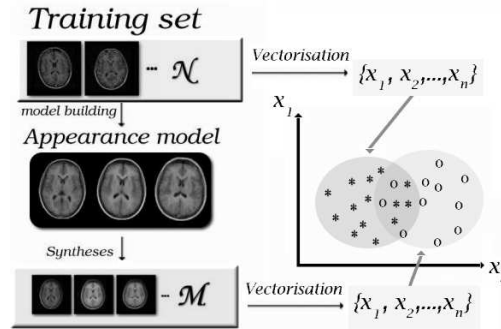 Training set
... N
Vectorisation
{x1, x2,...,xn}
model building
Appearance model
x1
Syntheses
... M
Vectorisation
{x1, x2,...,xn}